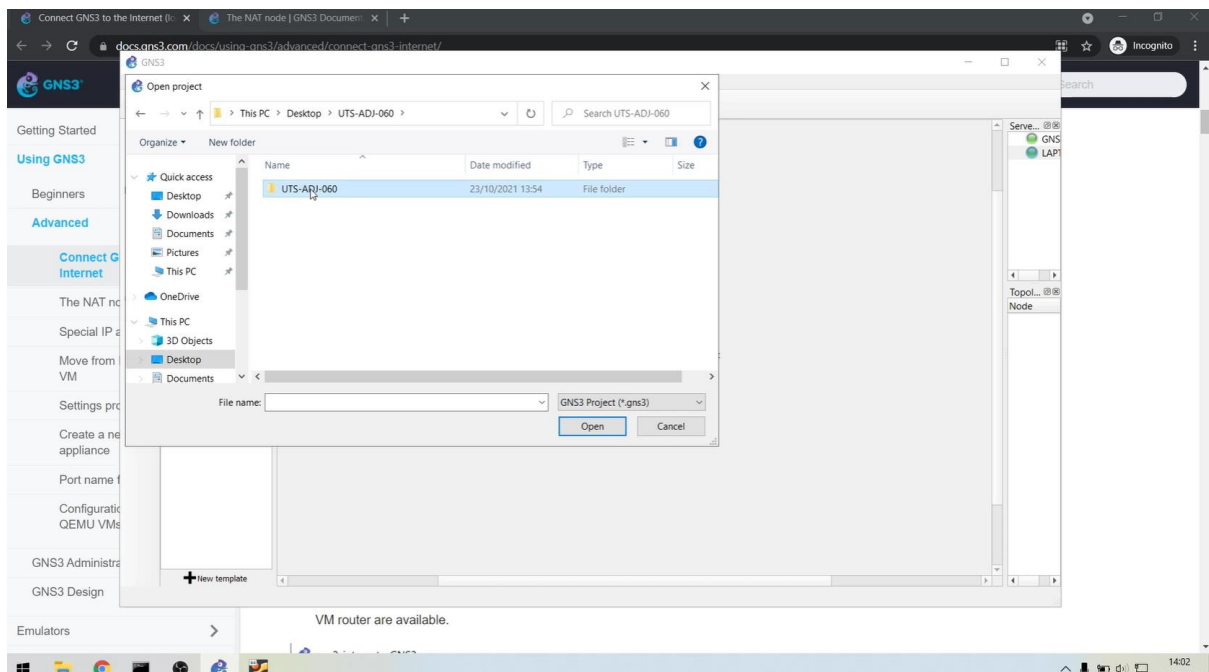 Connect GNS3 to the Internet (lo
The NAT node | GNS3 Document
Incognito
docs.gns3.com/docs/using-gns3/advanced/connect-gns3-internet/
GNS3
GNS3
Search
Open project
This PC > Desktop > UTS-ADJ-060 >
Search UTS-ADJ-060
Organize
New folder
Name
Date modified
Type
Size
Quick access
Desktop
Downloads
Documents
Pictures
This PC
OneDrive
This PC
3D Objects
Desktop
Documents
UTS-ADJ-060
23/10/2021 13:54
File folder
File name:
GNS3 Project (*.gns3)
Open
Cancel
Serve...
GNS
LAPT
Topol...
Node
Getting Started
Using GNS3
Beginners
Advanced
Connect G
Internet
The NAT no
Special IP a
Move from
VM
Settings pro
Create a ne
appliance
Port name f
Configuratio
QEMU VMs
GNS3 Administra
GNS3 Design
Emulators
New template
VM router are available.
14:02